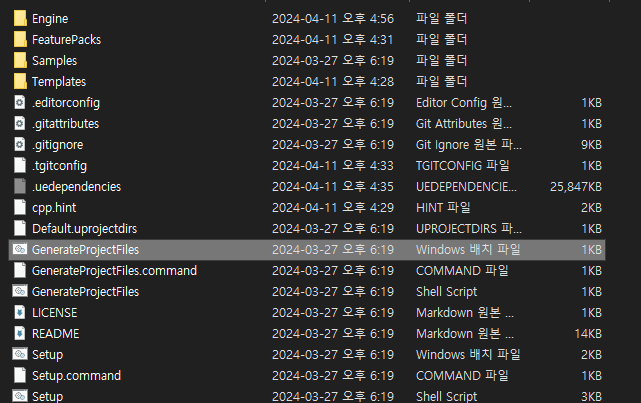 Engine 2024-04-11 오후 4:56 파일 폴더
FeaturePacks 2024-04-11 오후 4:31 파일 폴더
Samples 2024-03-27 오후 6:19 파일 폴더
Templates 2024-04-11 오후 4:28 파일 폴더
.editorconfig 2024-03-27 오후 6:19 Editor Config 원... 1KB
.gitattributes 2024-03-27 오후 6:19 Git Attributes 원... 1KB
.gitignore 2024-03-27 오후 6:19 Git Ignore 원본 파... 9KB
.tgitconfig 2024-04-11 오후 4:33 TGITCONFIG 파일 1KB
.uedependencies 2024-04-11 오후 4:35 UEDEPENDENCIE... 25,847KB
cpp.hint 2024-04-11 오후 4:29 HINT 파일 2KB
Default.uprojectdirs 2024-03-27 오후 6:19 UPROJECTDIRS 파... 1KB
GenerateProjectFiles 2024-03-27 오후 6:19 Windows 배치 파일 1KB
GenerateProjectFiles.command 2024-03-27 오후 6:19 COMMAND 파일 1KB
GenerateProjectFiles 2024-03-27 오후 6:19 Shell Script 1KB
LICENSE 2024-03-27 오후 6:19 Markdown 원본 ... 1KB
README 2024-03-27 오후 6:19 Markdown 원본 ... 14KB
Setup 2024-03-27 오후 6:19 Windows 배치 파일 2KB
Setup.command 2024-03-27 오후 6:19 COMMAND 파일 1KB
Setup 2024-03-27 오후 6:19 Shell Script 3KB